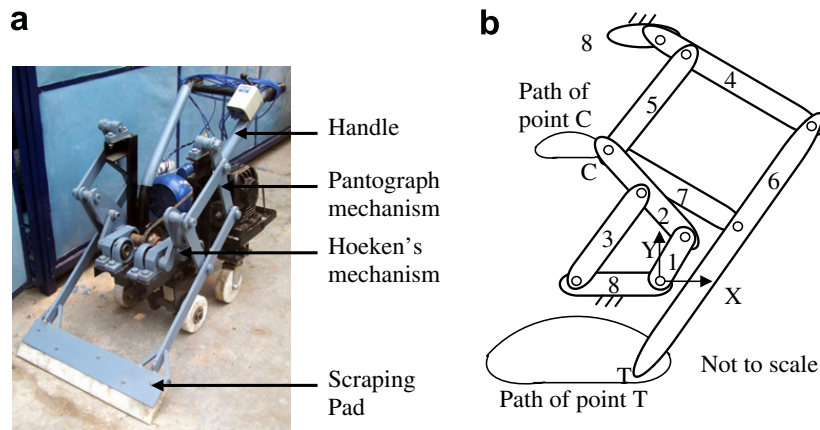 a
Handle
Pantograph
mechanism
Hoeken's
mechanism
Scraping
Pad
b
8
4
5
Path of
point C
C
6
7
2
3
Y
1
8
X
T
Not to scale
Path of point T